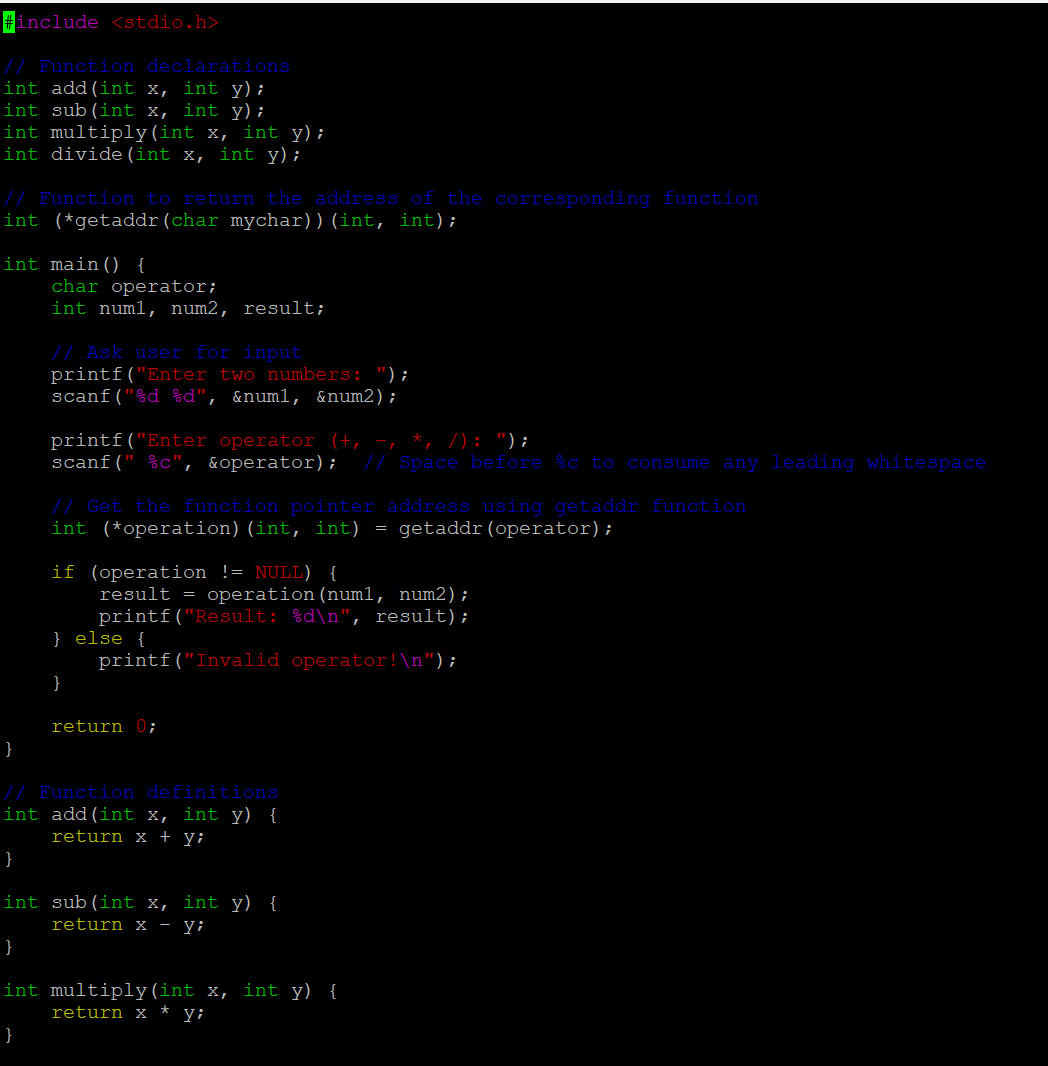 #include <stdio.h>

// Function declarations
int add(int x, int y);
int sub(int x, int y);
int multiply(int x, int y);
int divide(int x, int y);

// Function to return the address of the corresponding function
int (*getaddr(char mychar))(int, int);

int main() {
    char operator;
    int num1, num2, result;

    // Ask user for input
    printf("Enter two numbers: ");
    scanf("%d %d", &num1, &num2);

    printf("Enter operator (+, -, *, /): ");
    scanf(" %c", &operator);  // Space before %c to consume any leading whitespace

    // Get the function pointer address using getaddr function
    int (*operation)(int, int) = getaddr(operator);

    if (operation != NULL) {
        result = operation(num1, num2);
        printf("Result: %d\n", result);
    } else {
        printf("Invalid operator!\n");
    }

    return 0;
}

// Function definitions
int add(int x, int y) {
    return x + y;
}

int sub(int x, int y) {
    return x - y;
}

int multiply(int x, int y) {
    return x * y;
}